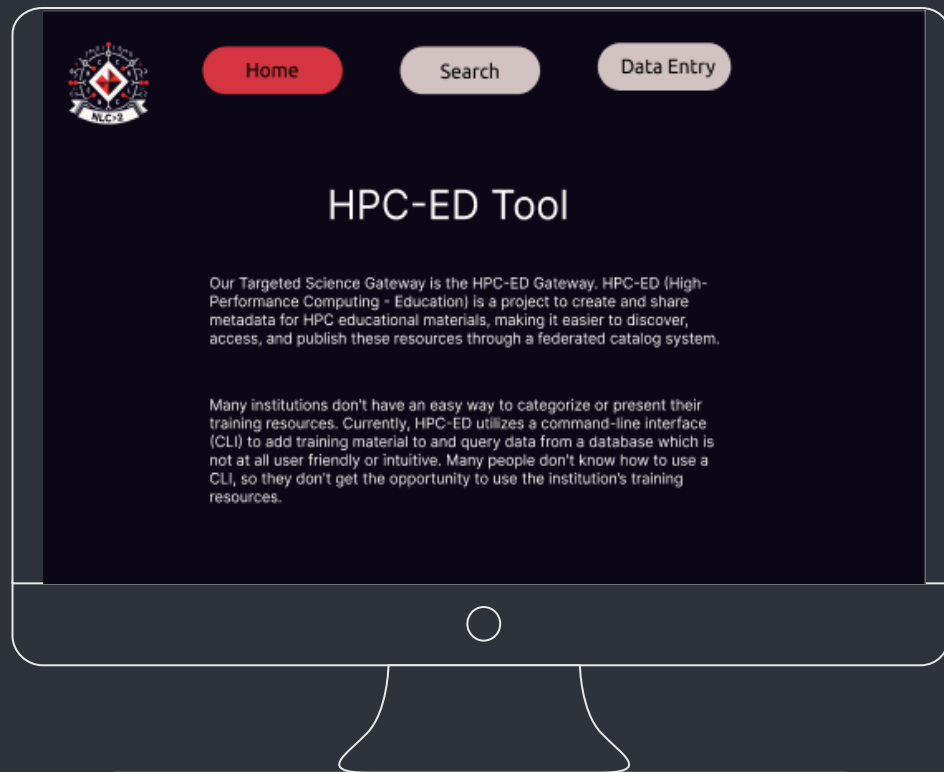 Home
Search
Data Entry
NLC>2
HPC-ED Tool
Our Targeted Science Gateway is the HPC-ED Gateway. HPC-ED (High-
Performance Computing - Education) is a project to create and share
metadata for HPC educational materials, making it easier to discover,
access, and publish these resources through a federated catalog system.
Many institutions don't have an easy way to categorize or present their
training resources. Currently, HPC-ED utilizes a command-line interface
(CLI) to add training material to and query data from a database which is
not at all user friendly or intuitive. Many people don't know how to use a
CLI, so they don't get the opportunity to use the institution's training
resources.